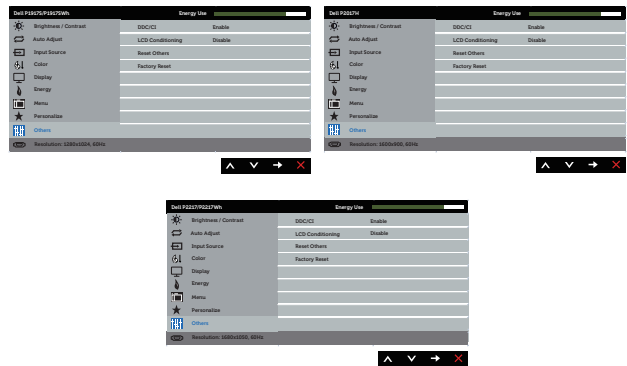 Dell P1917S/P1917SWh Energy Use
Brightness / Contrast DDC/CI Enable
Auto Adjust LCD Conditioning Disable
Input Source Reset Others
Color Factory Reset
Display
Energy
Menu
Personalize
Others
Resolution: 1280x1024, 60Hz
Dell P2017H Energy Use
Brightness / Contrast DDC/CI Enable
Auto Adjust LCD Conditioning Disable
Input Source Reset Others
Color Factory Reset
Display
Energy
Menu
Personalize
Others
Resolution: 1600x900, 60Hz
Dell P2217/P2217Wh Energy Use
Brightness / Contrast DDC/CI Enable
Auto Adjust LCD Conditioning Disable
Input Source Reset Others
Color Factory Reset
Display
Energy
Menu
Personalize
Others
Resolution: 1680x1050, 60Hz